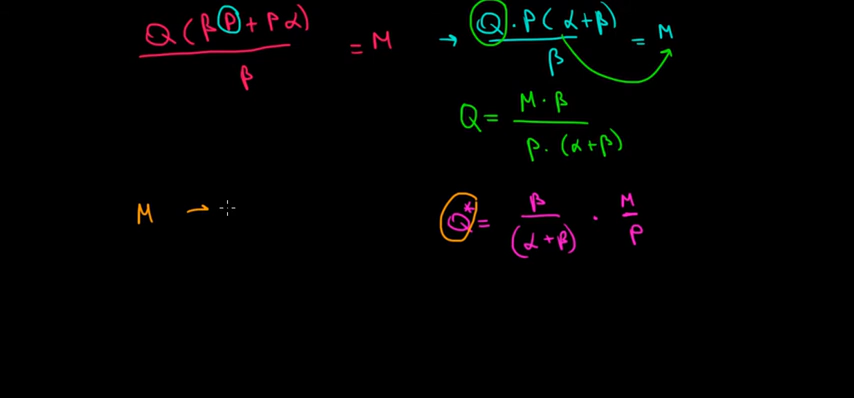 Q(βP + Pα) / β = M → Q·P(α+β) / β = M
Q = M·β / P·(α+β)
M → Q* = β / (α+β) · M / P